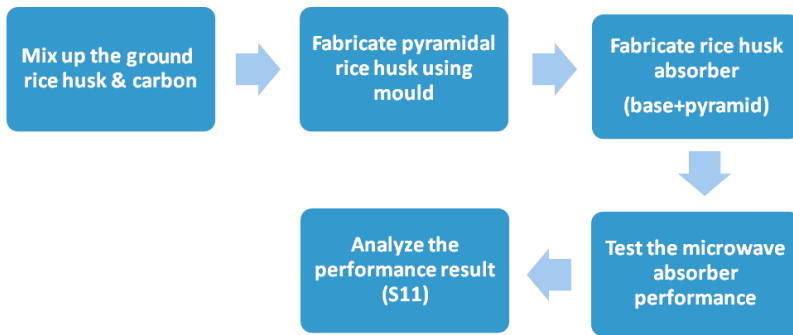 Mix up the ground
rice husk & carbon
Fabricate pyramidal
rice husk using
mould
Fabricate rice husk
absorber
(base+pyramid)
Test the microwave
absorber
performance
Analyze the
performance result
(S11)